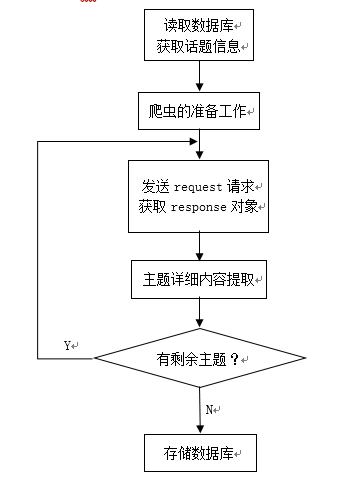 读取数据库
获取话题信息
爬虫的准备工作
发送 request 请求
获取 response 对象
主题详细内容提取
有剩余主题？
Y
N
存储数据库